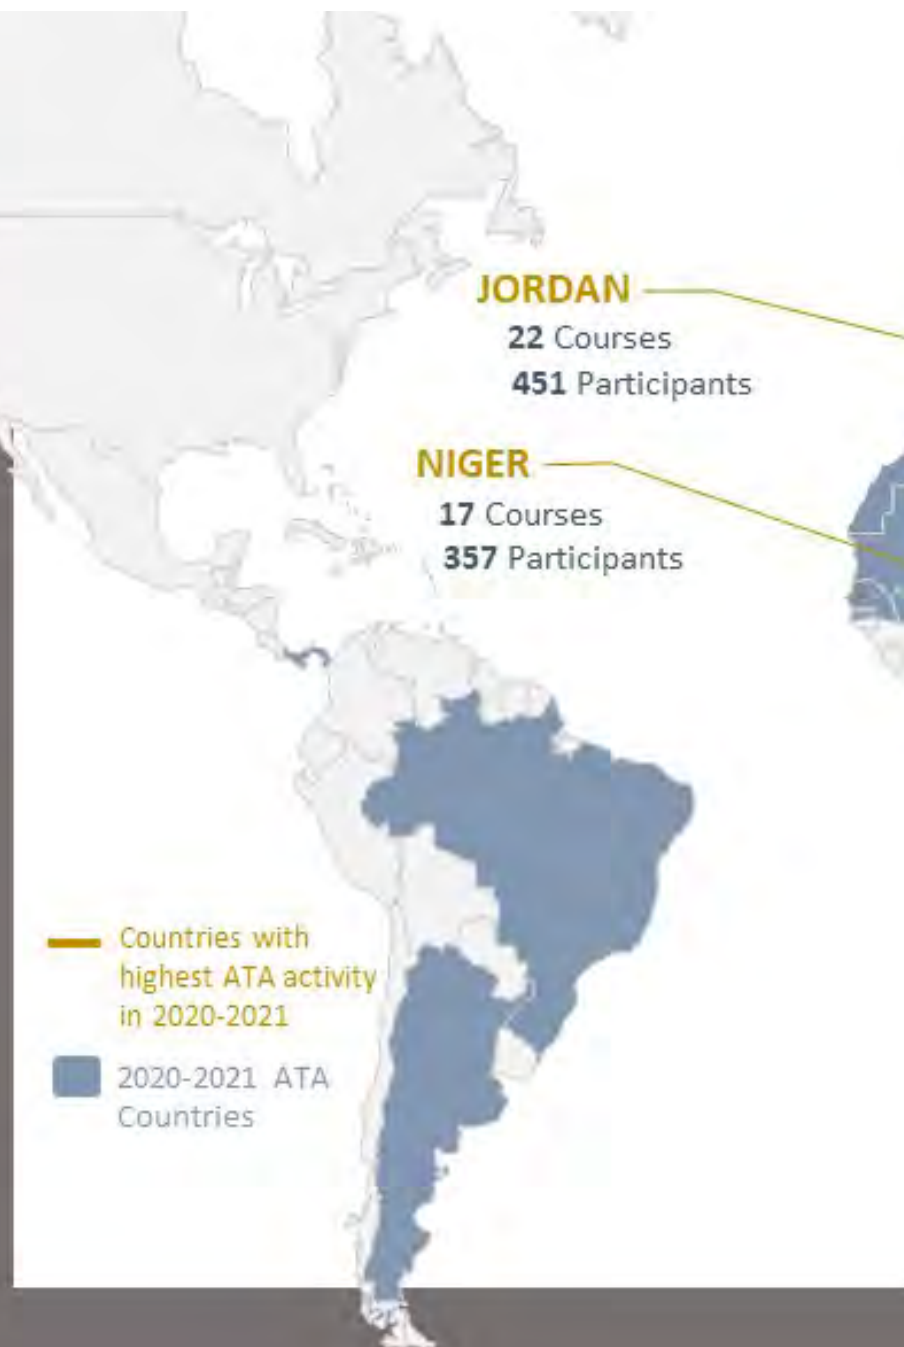 JORDAN
22 Courses
451 Participants
NIGER
17 Courses
357 Participants
Countries with
highest ATA activity
in 2020-2021
2020-2021 ATA
Countries